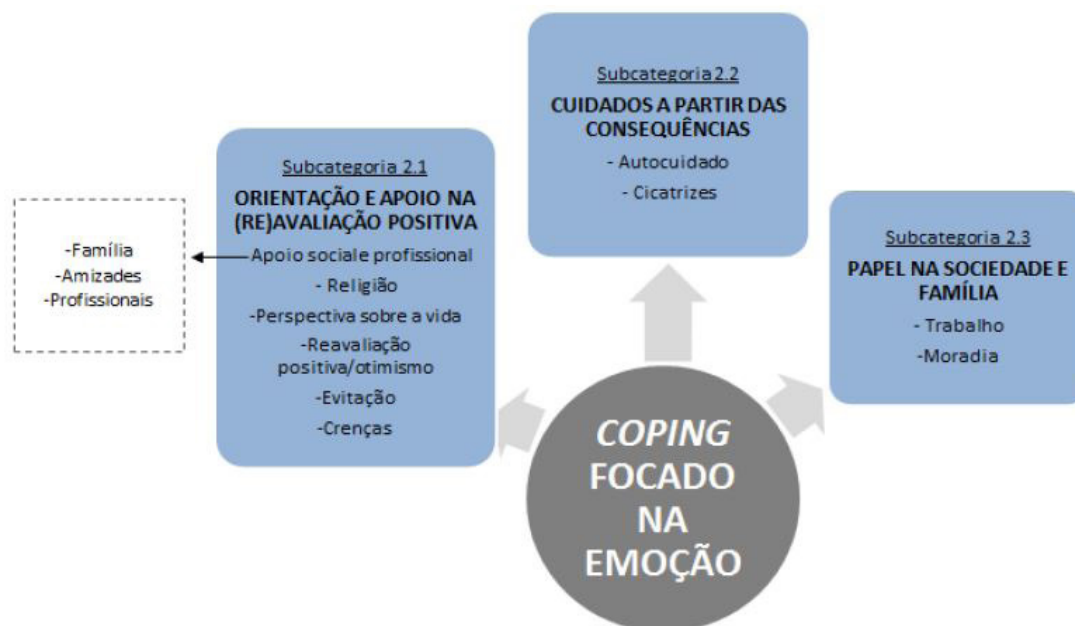 Subcategoria 2.2
CUIDADOS A PARTIR DAS
CONSEQUÊNCIAS
- Autocuidado
- Cicatrizes
Subcategoria 2.1
ORIENTAÇÃO E APOIO NA
(RE)AVALIAÇÃO POSITIVA
Apoio sociale profissional
- Religião
-Perspectiva sobre a vida
-Reavaliação
positiva/otimismo
-Evitação
-Crenças
-Família
-Amizades
-Profissionais
Subcategoria 2.3
PAPEL NA SOCIEDADE E
FAMÍLIA
- Trabalho
-Moradia
COPING
FOCADO
NA
EMOÇÃO